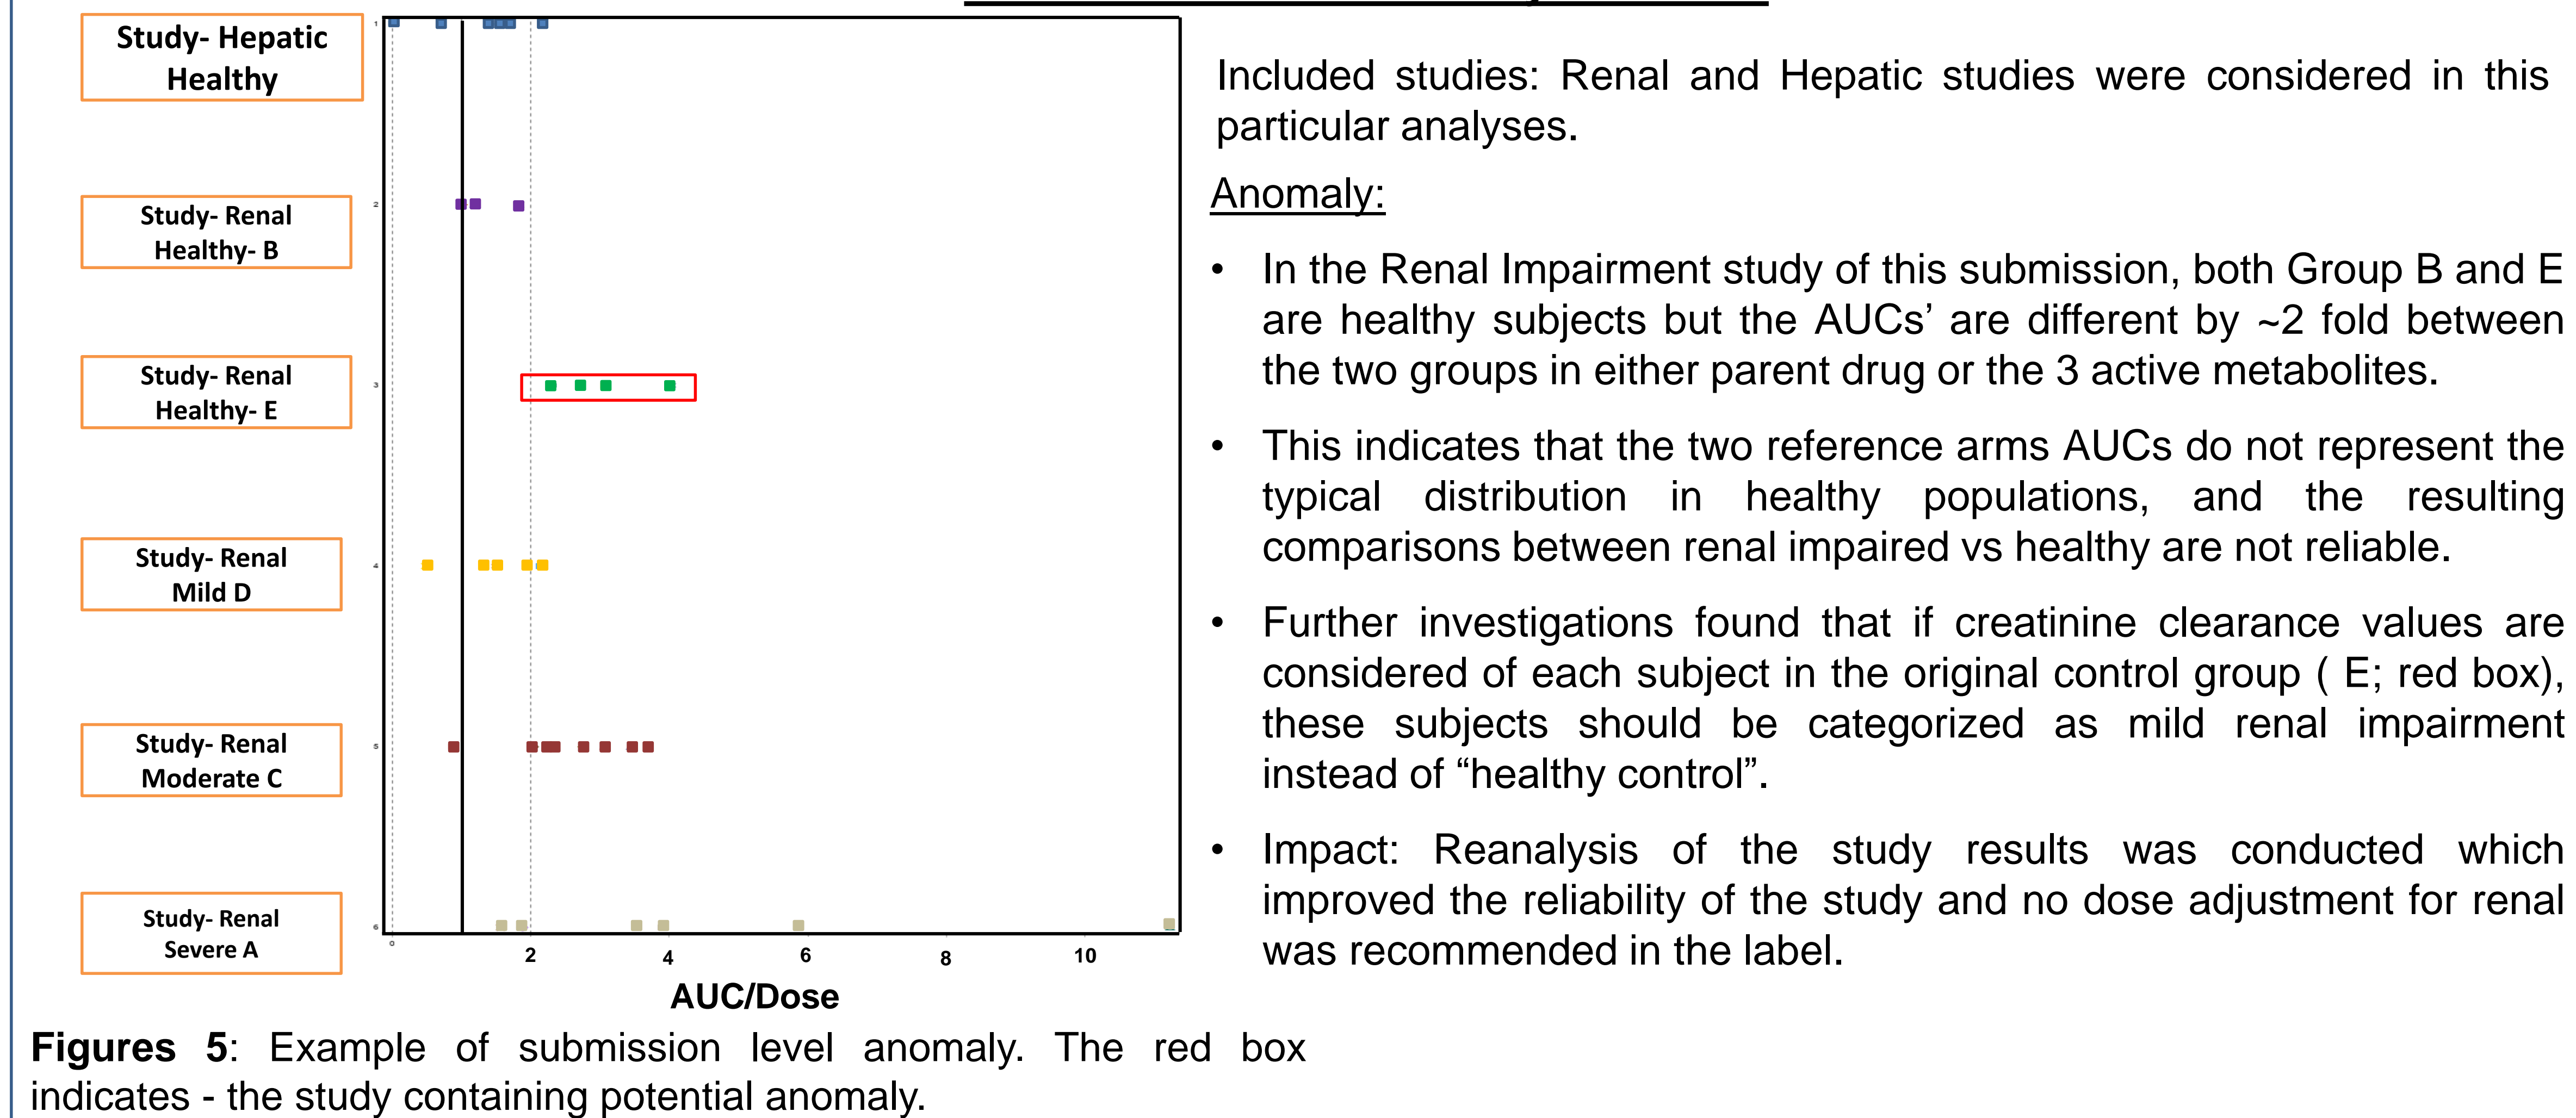 Study- Hepatic
Healthy
Study- Renal
Healthy- B
Study- Renal
Healthy- E
Study- Renal
Mild D
Study- Renal
Moderate C
Study- Renal
Severe A
1
2
3
4
5
6
0
2
4
6
8
10
AUC/Dose
Figures 5: Example of submission level anomaly. The red box
indicates - the study containing potential anomaly.
Included studies: Renal and Hepatic studies were considered in this
particular analyses.
Anomaly:
• In the Renal Impairment study of this submission, both Group B and E
are healthy subjects but the AUCs’ are different by ~2 fold between
the two groups in either parent drug or the 3 active metabolites.
• This indicates that the two reference arms AUCs do not represent the
typical distribution in healthy populations, and the resulting
comparisons between renal impaired vs healthy are not reliable.
• Further investigations found that if creatinine clearance values are
considered of each subject in the original control group ( E; red box),
these subjects should be categorized as mild renal impairment
instead of “healthy control”.
• Impact: Reanalysis of the study results was conducted which
improved the reliability of the study and no dose adjustment for renal
was recommended in the label.